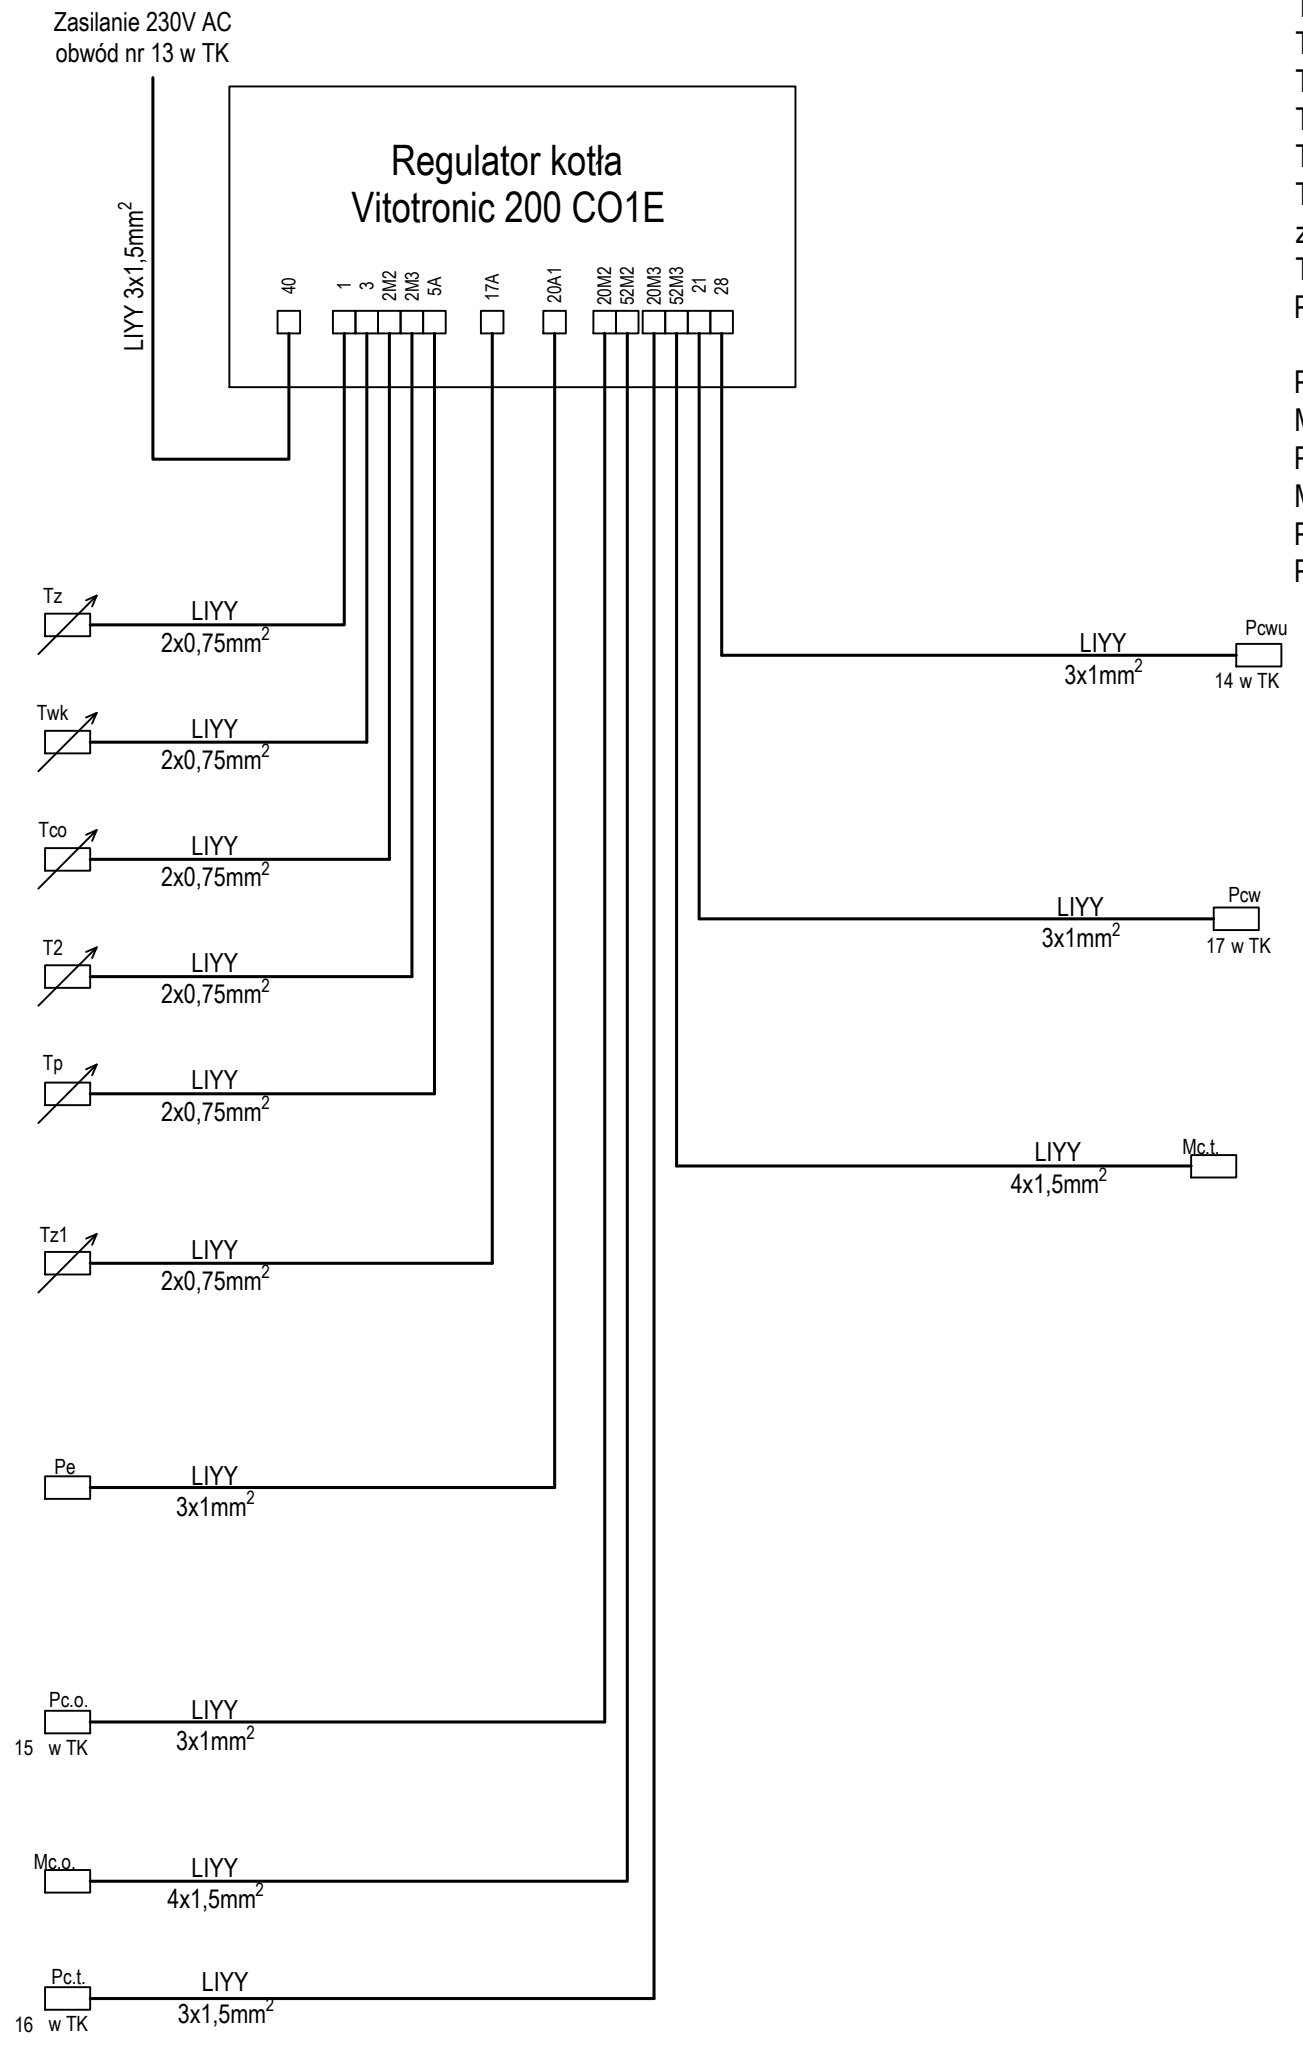 Zasilanie 230V AC
obwód nr 13 w TK
LIYY 3x1,5mm²
Regulator kotła
Vitotronic 200 CO1E
40
1
3
2M2
2M3
5A
17A
20A1
20M2
52M2
20M3
52M3
21
28
Tz
LIYY
2x0,75mm²
Pcwu
LIYY
3x1mm²
14 w TK
Twk
LIYY
2x0,75mm²
Tco
LIYY
2x0,75mm²
Pcw
LIYY
3x1mm²
17 w TK
T2
LIYY
2x0,75mm²
Tp
LIYY
2x0,75mm²
Mc.t.
LIYY
4x1,5mm²
Tz1
LIYY
2x0,75mm²
Pe
LIYY
3x1mm²
Pc.o.
LIYY
3x1mm²
15 w TK
Mc.o.
LIYY
4x1,5mm²
Pc.t.
LIYY
3x1,5mm²
16 w TK